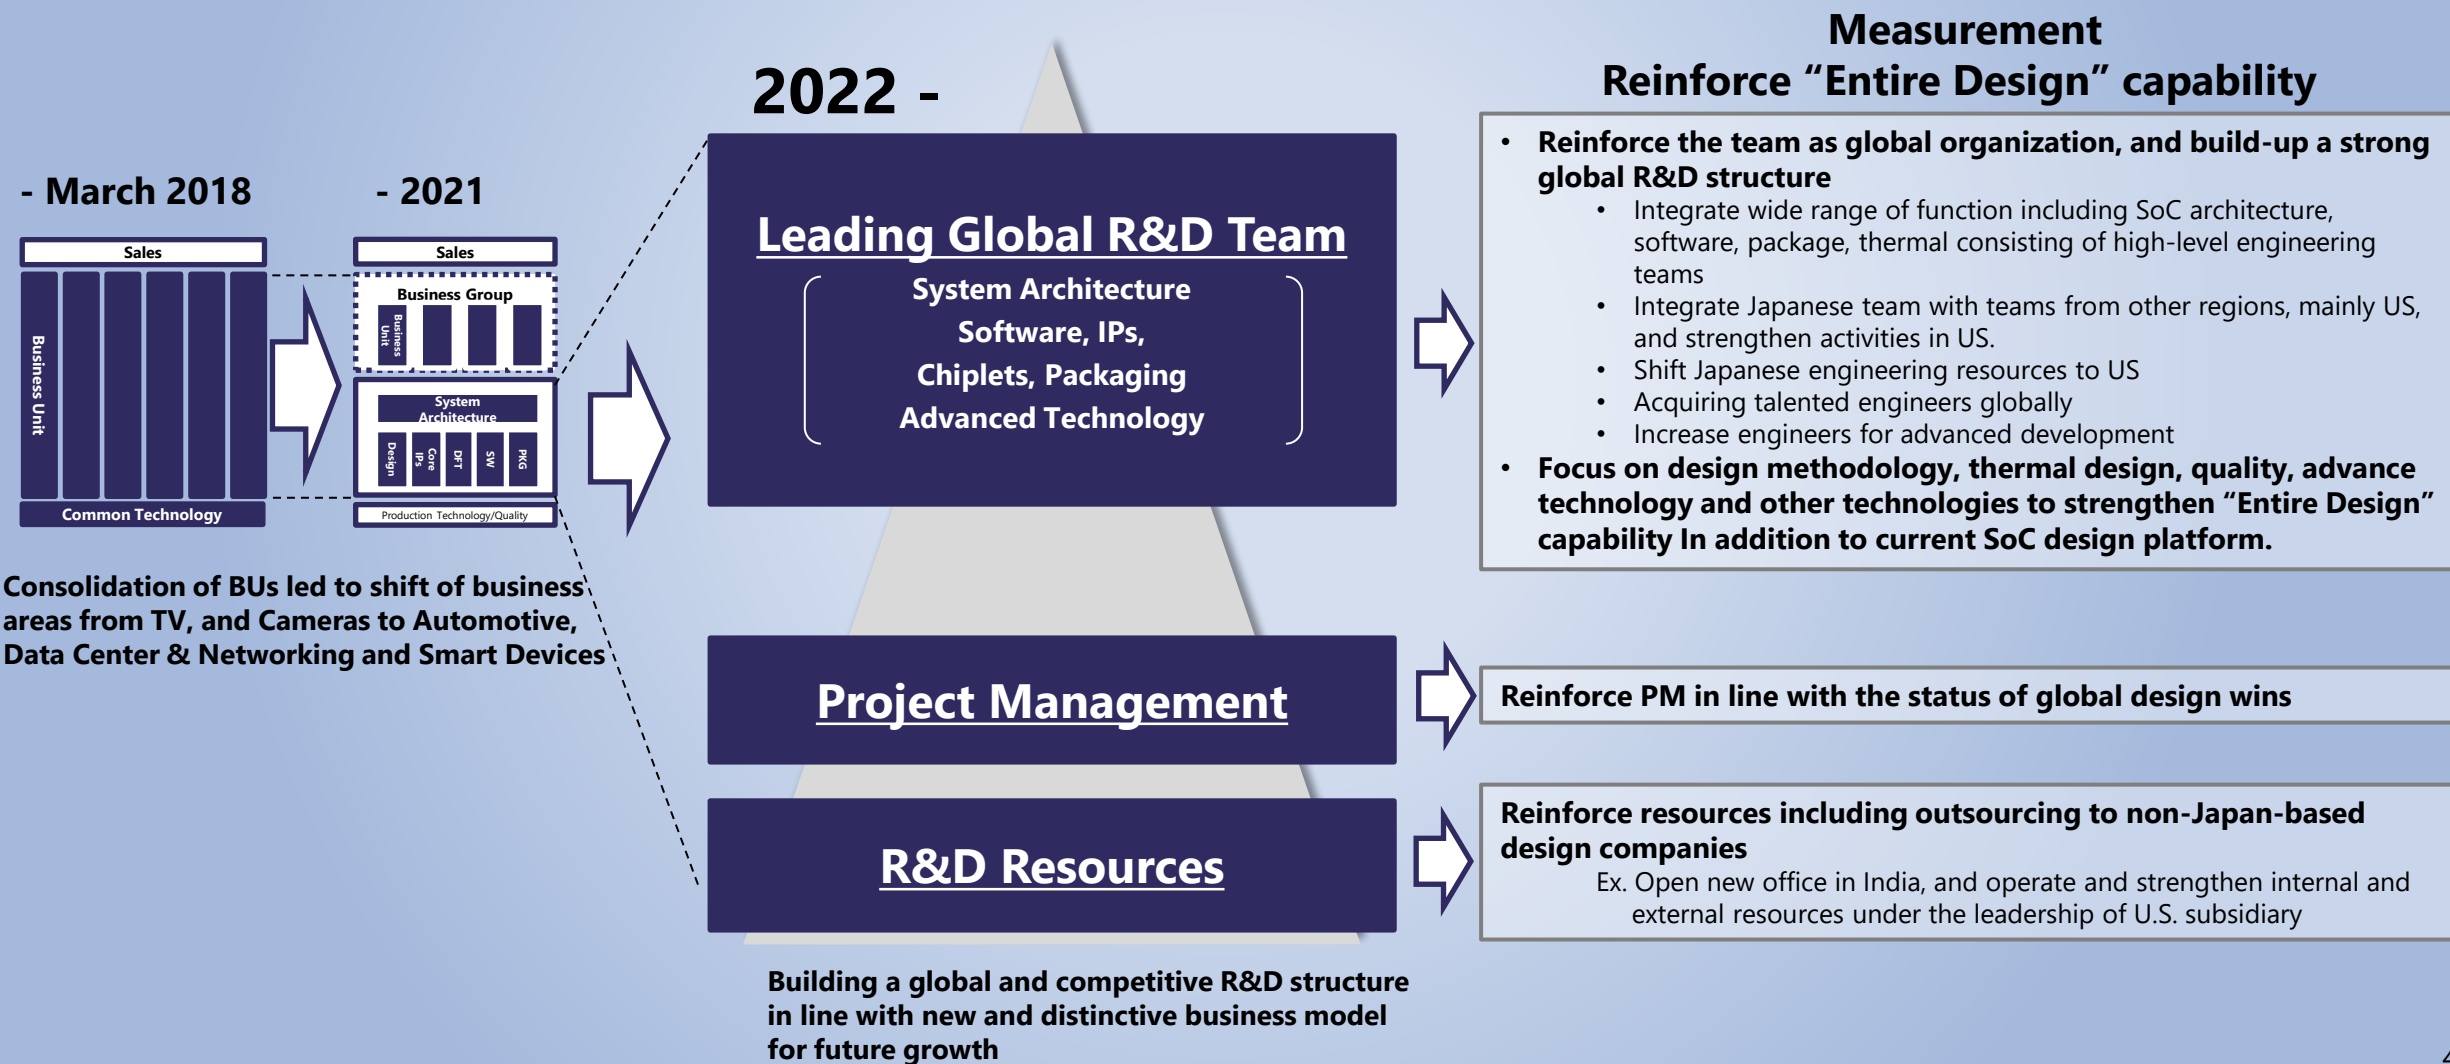 - March 2018
Sales
Business Unit
Common Technology
- 2021
Sales
Business Group
Business
Unit
System
Architecture
Design
Core
IPs
DFT
SW
PKG
Production Technology/Quality
Consolidation of BUs led to shift of business
areas from TV, and Cameras to Automotive,
Data Center & Networking and Smart Devices
2022 -
Leading Global R&D Team
System Architecture
Software, IPs,
Chiplets, Packaging
Advanced Technology
Project Management
R&D Resources
Building a global and competitive R&D structure
in line with new and distinctive business model
for future growth
Measurement
Reinforce “Entire Design” capability
• Reinforce the team as global organization, and build-up a strong
global R&D structure
• Integrate wide range of function including SoC architecture,
software, package, thermal consisting of high-level engineering
teams
• Integrate Japanese team with teams from other regions, mainly US,
and strengthen activities in US.
• Shift Japanese engineering resources to US
• Acquiring talented engineers globally
• Increase engineers for advanced development
• Focus on design methodology, thermal design, quality, advance
technology and other technologies to strengthen “Entire Design”
capability In addition to current SoC design platform.
Reinforce PM in line with the status of global design wins
Reinforce resources including outsourcing to non-Japan-based
design companies
Ex. Open new office in India, and operate and strengthen internal and
external resources under the leadership of U.S. subsidiary